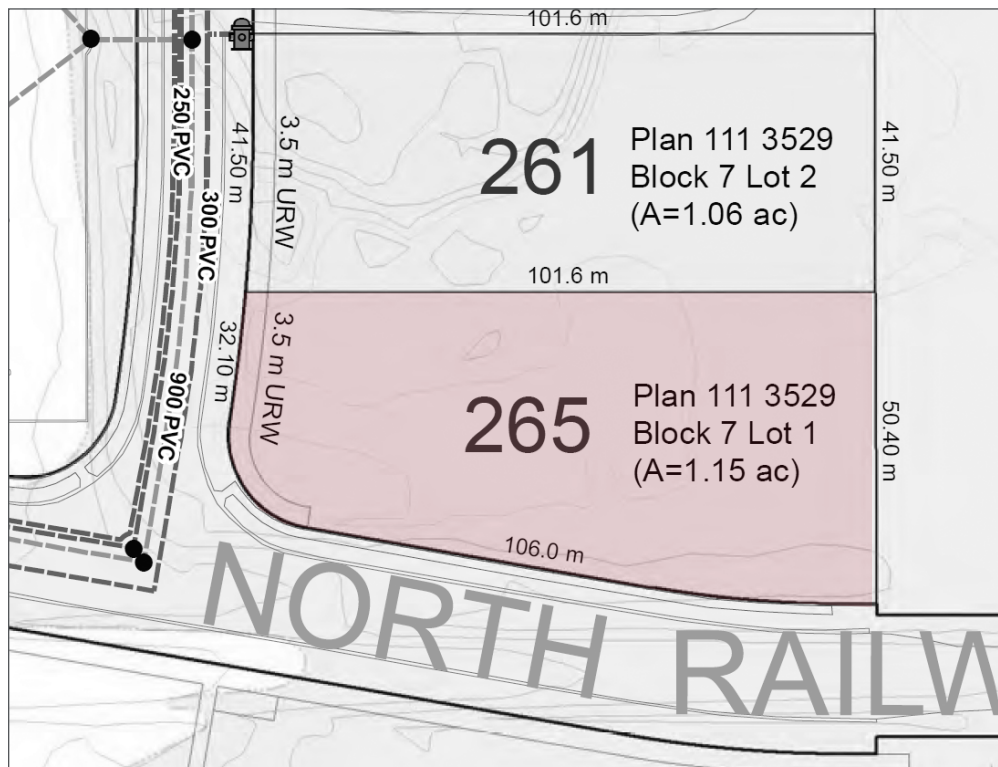 101.6 m
250 PVC
41.50 m
3.5 m URW
300 PVC
261
Plan 111 3529
Block 7 Lot 2
(A=1.06 ac)
41.50 m
101.6 m
32.10 m
3.5 m URW
900 PVC
265
Plan 111 3529
Block 7 Lot 1
(A=1.15 ac)
50.40 m
106.0 m
NORTH RAILW